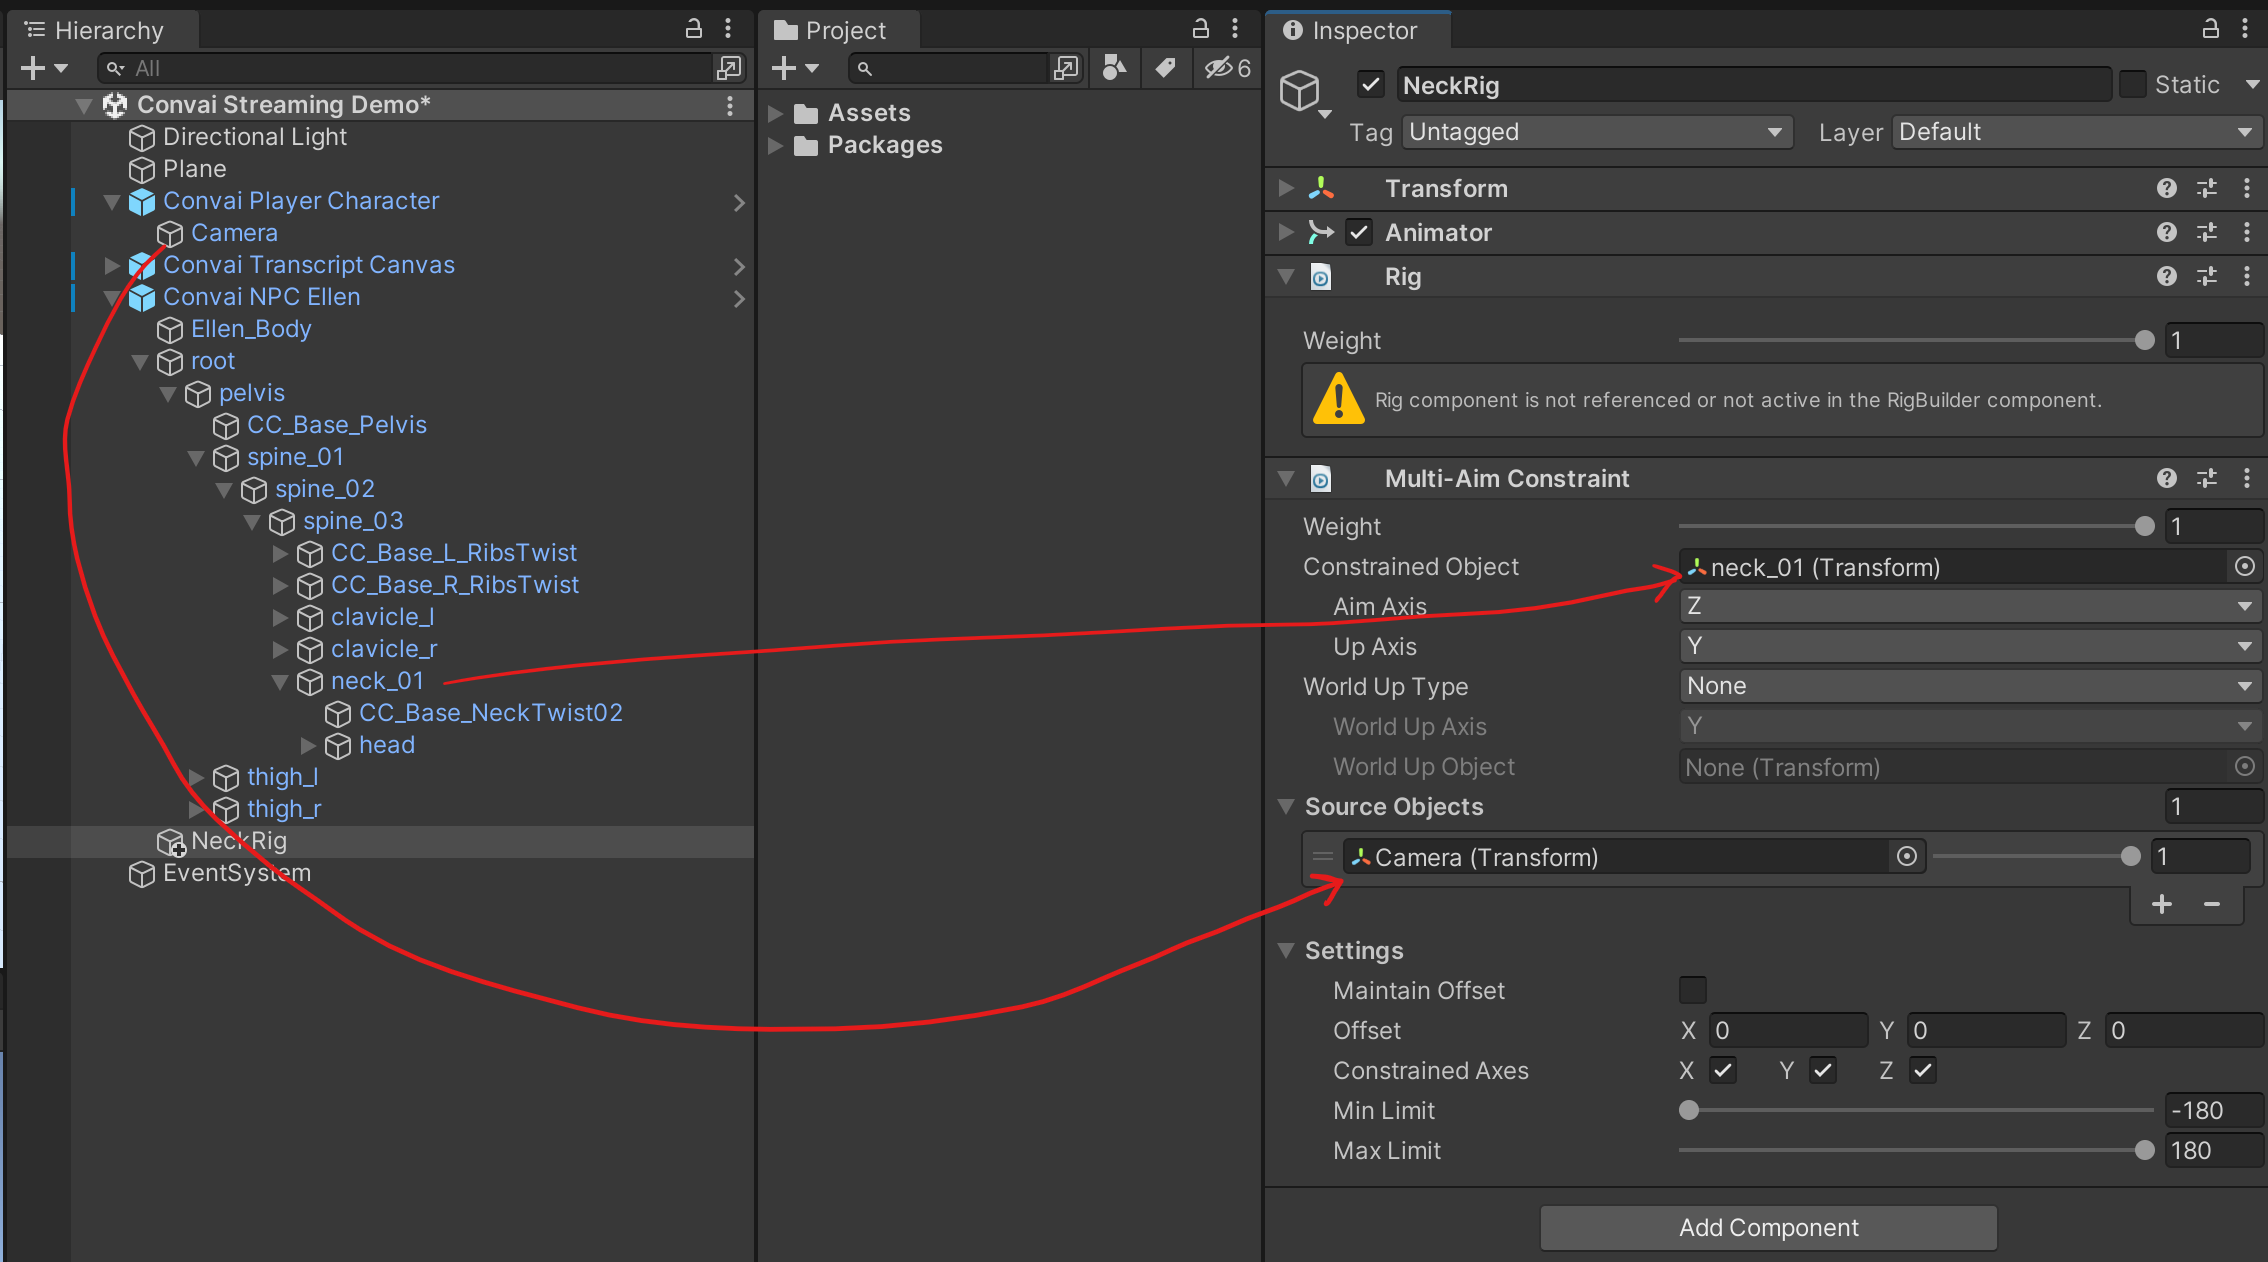 Hierarchy
All
Convai Streaming Demo*
Directional Light
Plane
Convai Player Character
Camera
Convai Transcript Canvas
Convai NPC Ellen
Ellen_Body
root
pelvis
CC_Base_Pelvis
spine_01
spine_02
spine_03
CC_Base_L_RibsTwist
CC_Base_R_RibsTwist
clavicle_l
clavicle_r
neck_01
CC_Base_NeckTwist02
head
thigh_l
thigh_r
NeckRig
EventSystem
Project
6
Assets
Packages
Inspector
NeckRig Static
Tag Untagged Layer Default
Transform
Animator
Rig
Weight 1
Rig component is not referenced or not active in the RigBuilder component.
Multi-Aim Constraint
Weight 1
Constrained Object neck_01 (Transform)
Aim Axis Z
Up Axis Y
World Up Type None
World Up Axis Y
World Up Object None (Transform)
Source Objects 1
Camera (Transform) 1
Settings
Maintain Offset
Offset X 0 Y 0 Z 0
Constrained Axes X Y Z
Min Limit -180
Max Limit 180
Add Component